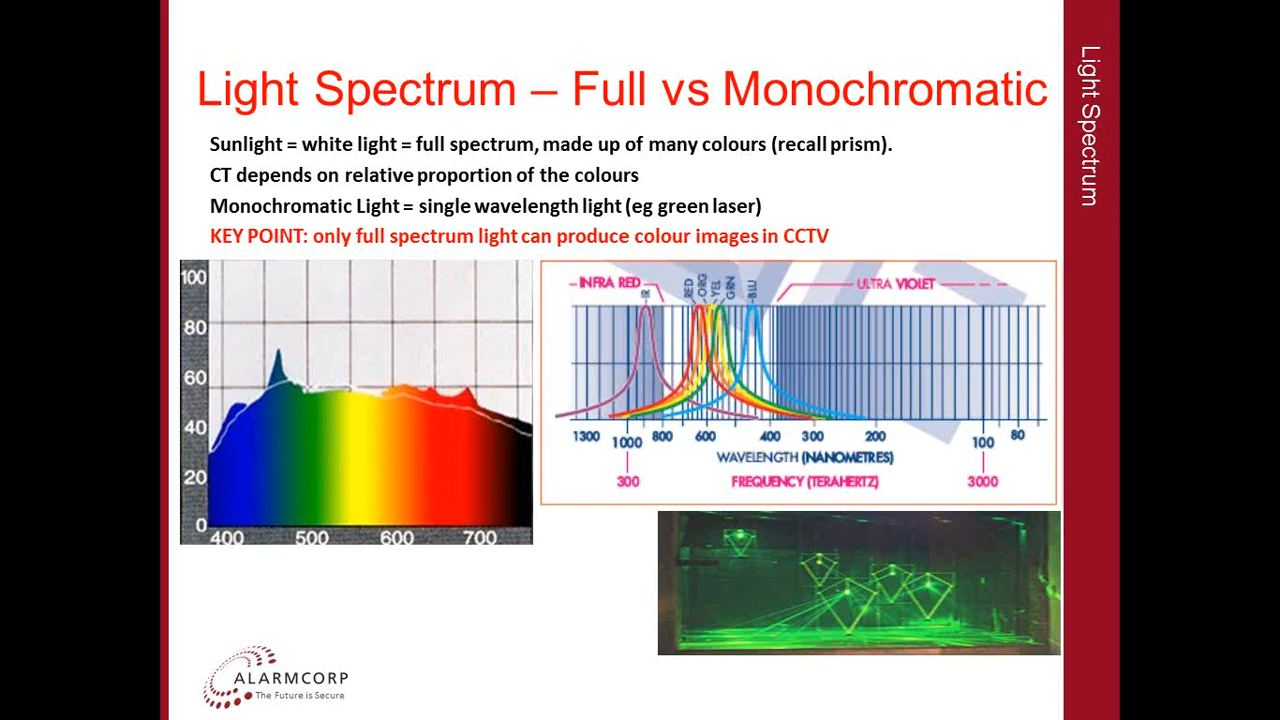 Light Spectrum – Full vs Monochromatic
Light Spectrum
Sunlight = white light = full spectrum, made up of many colours (recall prism).
CT depends on relative proportion of the colours
Monochromatic Light = single wavelength light (eg green laser)
KEY POINT: only full spectrum light can produce colour images in CCTV
100
80
60
40
20
0
400 500 600 700
INFRA RED
IR
RED
ORG
YEL
GRN
BLU
ULTRA VIOLET
1300 1000 800 600 400 300 200 100 80
WAVELENGTH (NANOMETRES)
300 FREQUENCY (TERAHERTZ) 3000
ALARMCORP
The Future is Secure